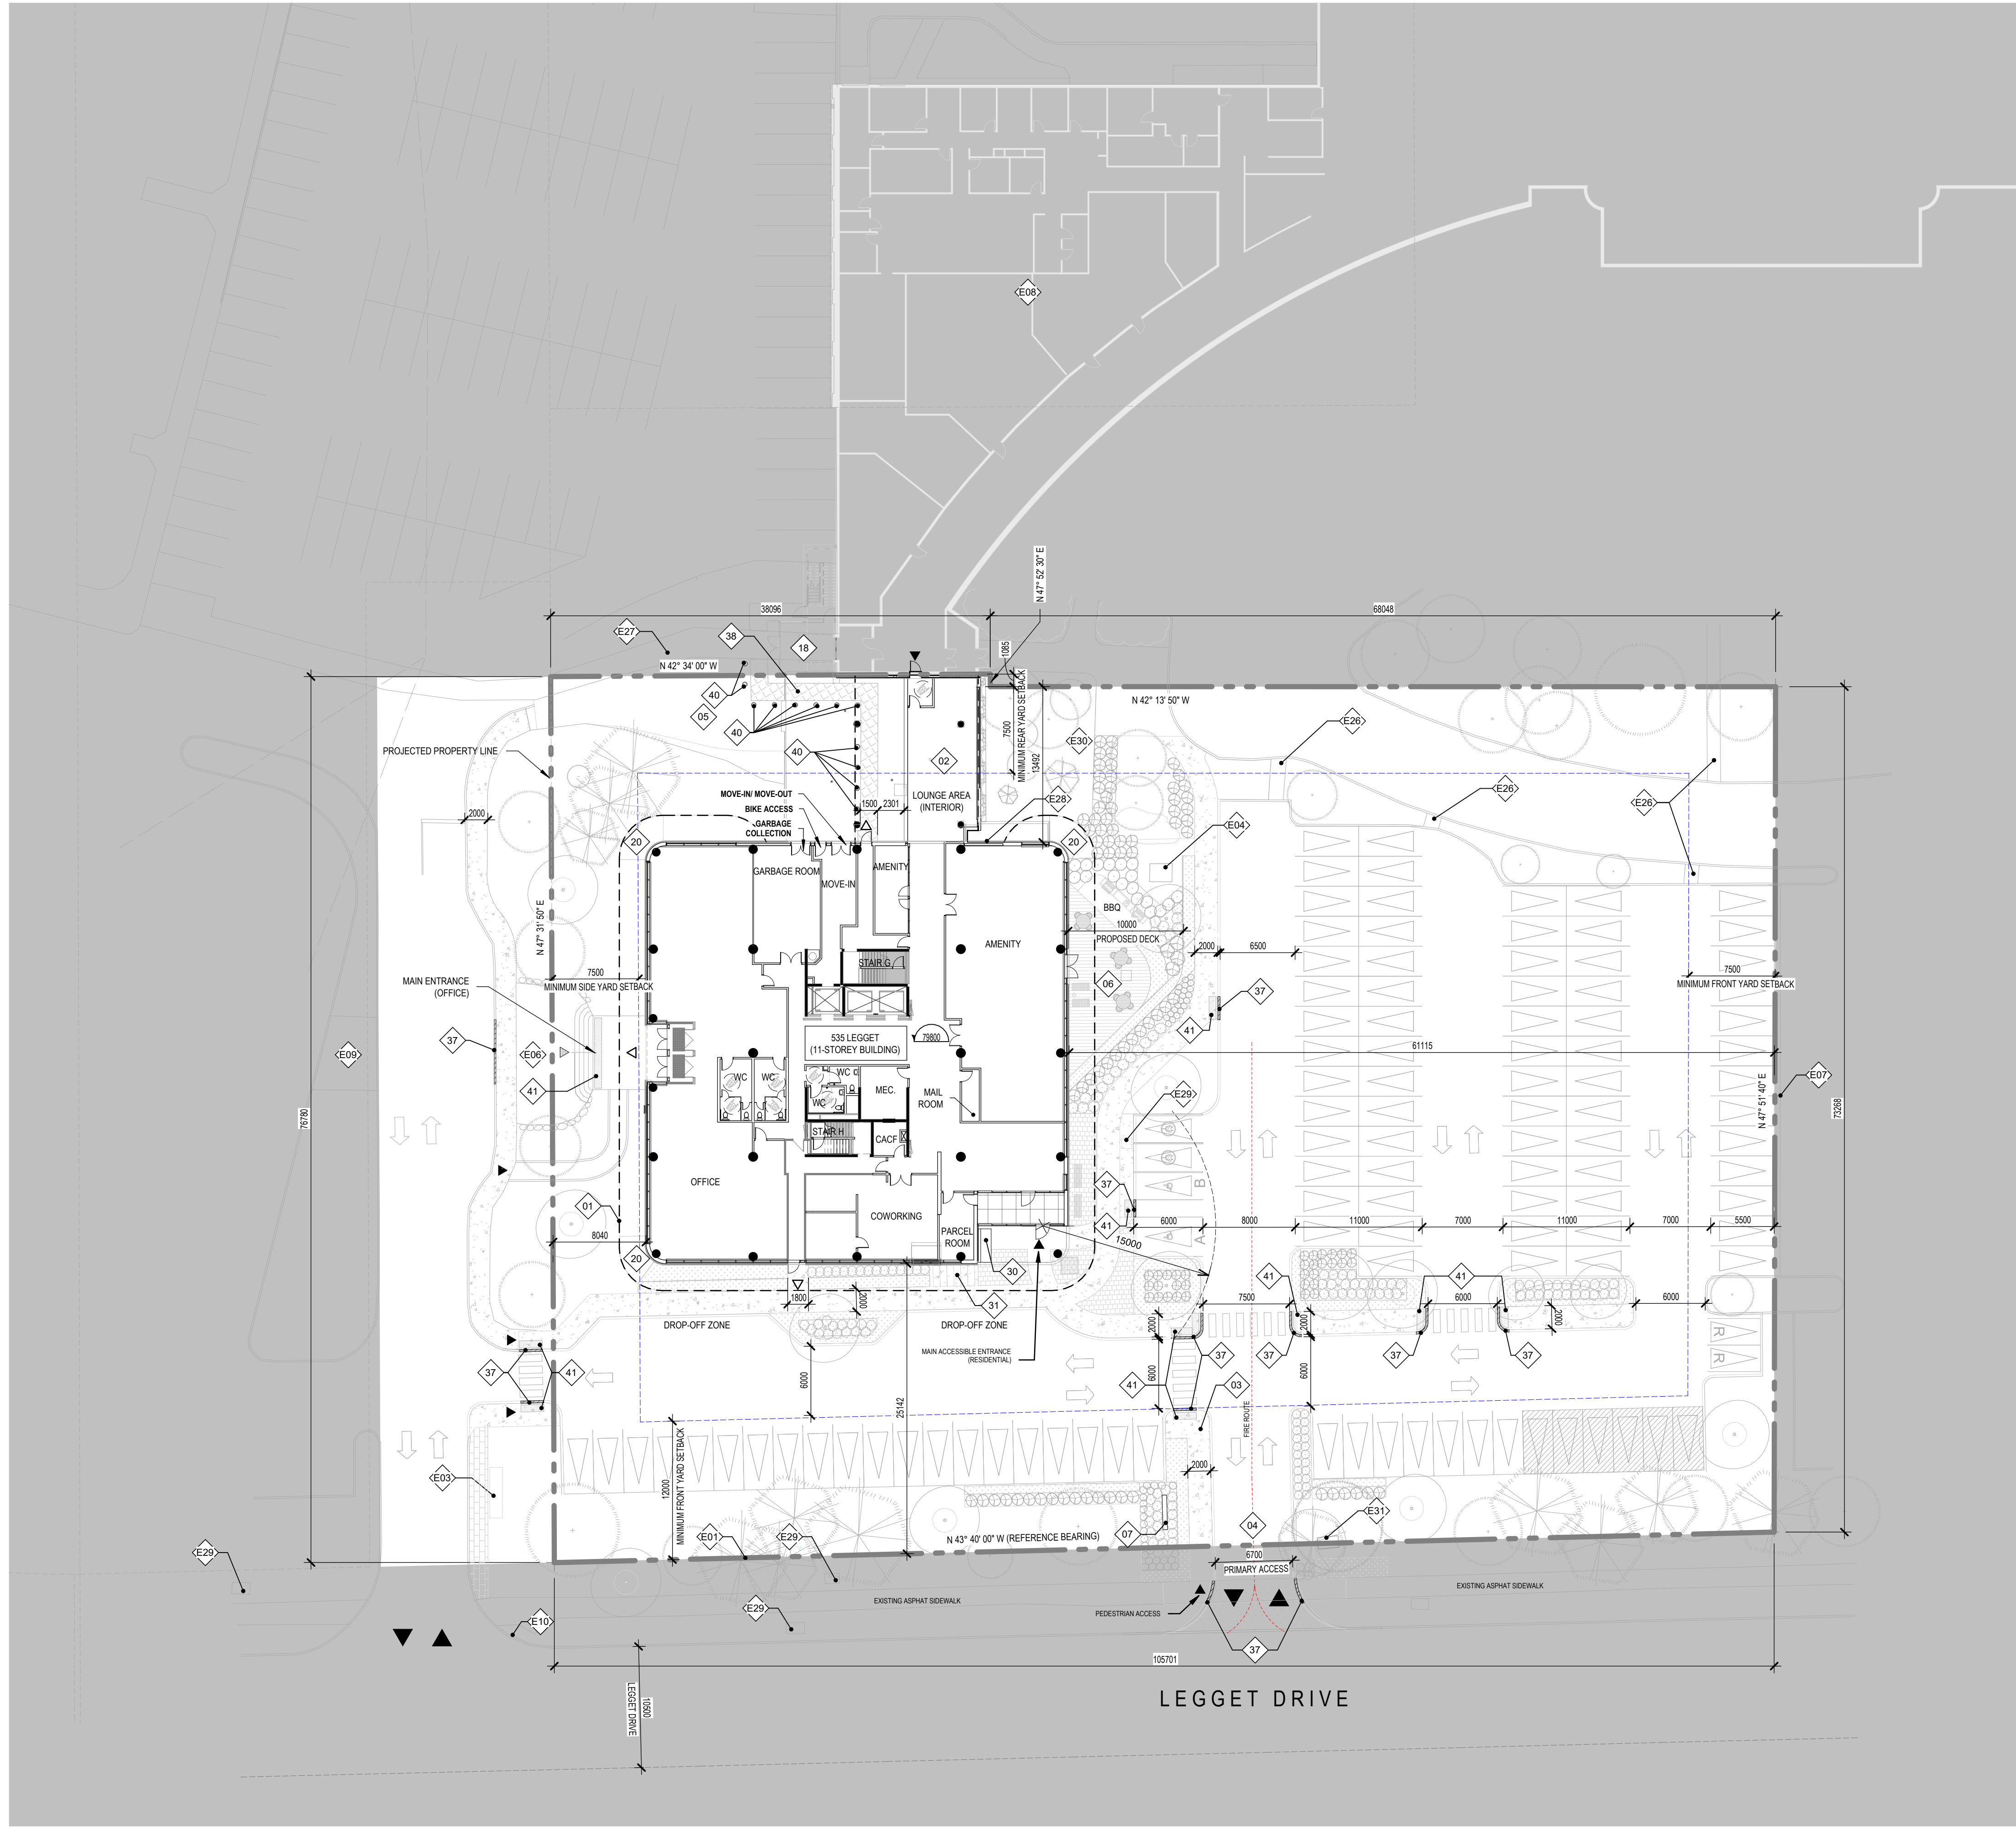 E08
N 47° 52' 30" E
38096
68048
E27
38
18
1085
N 42° 34' 00" W
N 42° 13' 50" W
40
05
40
40
02
7500
MINIMUM REAR YARD SETBACK
13492
E30
E26
E26
E26
PROJECTED PROPERTY LINE
MOVE-IN/ MOVE-OUT
BIKE ACCESS
GARBAGE
COLLECTION
1500
2301
LOUNGE AREA
(INTERIOR)
E28
2000
20
20
E04
GARBAGE ROOM
MOVE-IN
AMENITY
N 47° 31' 50" E
BBQ
10000
PROPOSED DECK
AMENITY
2000
6500
STAIR G
7500
MINIMUM SIDE YARD SETBACK
7500
MINIMUM FRONT YARD SETBACK
MAIN ENTRANCE
(OFFICE)
06
37
41
535 LEGGET
(11-STOREY BUILDING)
79800
37
E09
E06
41
61115
E07
N 47° 51' 40" E
WC
WC
WC
WC
MEC.
MAIL
ROOM
E29
76780
73268
STAIR H
CACF
OFFICE
B
A
37
41
01
COWORKING
PARCEL
ROOM
6000
8000
11000
7000
11000
7000
5500
8040
15000
20
30
31
41
41
1800
2000
7500
6000
6000
2000
2000
2000
DROP-OFF ZONE
DROP-OFF ZONE
MAIN ACCESSIBLE ENTRANCE
(RESIDENTIAL)
R
R
37
41
37
37
37
37
6000
6000
6000
41
03
25142
FIRE ROUTE
E03
12000
MINIMUM FRONT YARD SETBACK
2000
E01
E29
N 43° 40' 00" W (REFERENCE BEARING)
07
04
E31
E29
6700
PRIMARY ACCESS
EXISTING ASPHAT SIDEWALK
EXISTING ASPHAT SIDEWALK
PEDESTRIAN ACCESS
E10
E29
37
105701
10500
LEGGET DRIVE
LEGGET DRIVE